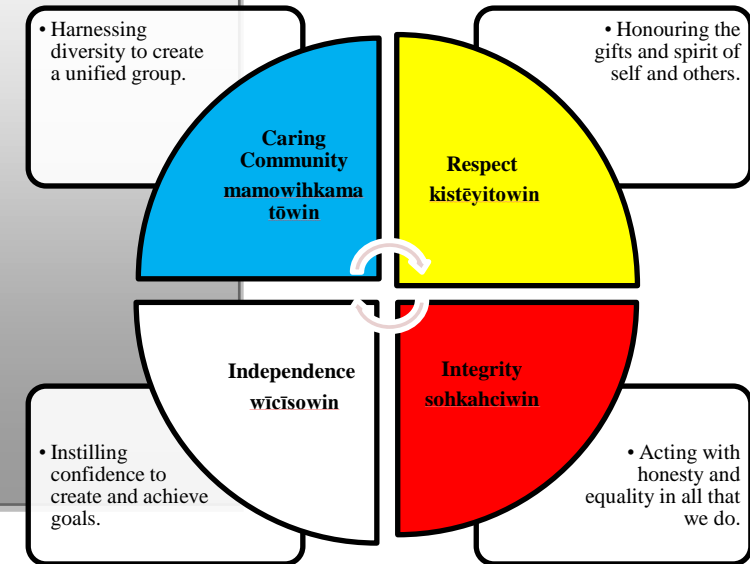 • Harnessing
diversity to create
a unified group.
• Honouring the
gifts and spirit of
self and others.
Caring
Community
mamowihkama
tōwin
Respect
kistēyitowin
Independence
wīcīsowin
Integrity
sohkahciwin
• Instilling
confidence to
create and achieve
goals.
• Acting with
honesty and
equality in all that
we do.